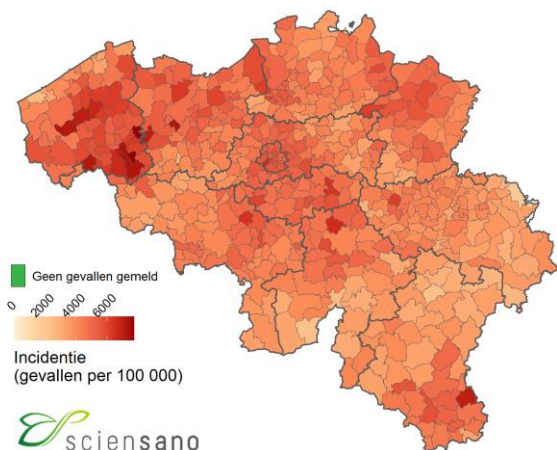 Geen gevallen gemeld
0 2000 4000 6000
Incidentie
(gevallen per 100 000)
sciensano